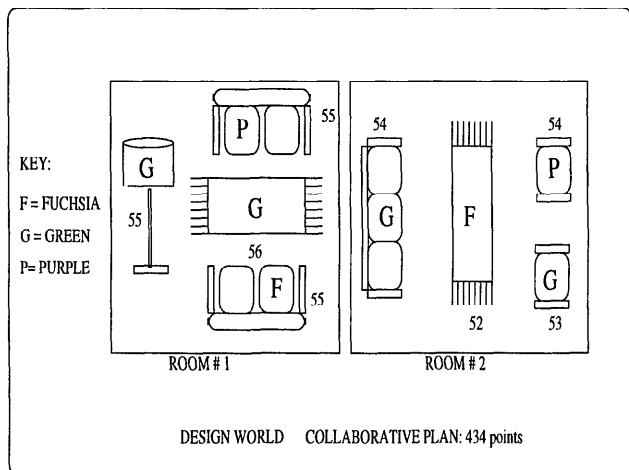 KEY:
F = FUCHSIA
G = GREEN
P= PURPLE
G
55
P
55
G
56
F
55
ROOM # 1
54
G
F
52
54
P
G
53
ROOM # 2
DESIGN WORLD COLLABORATIVE PLAN: 434 points